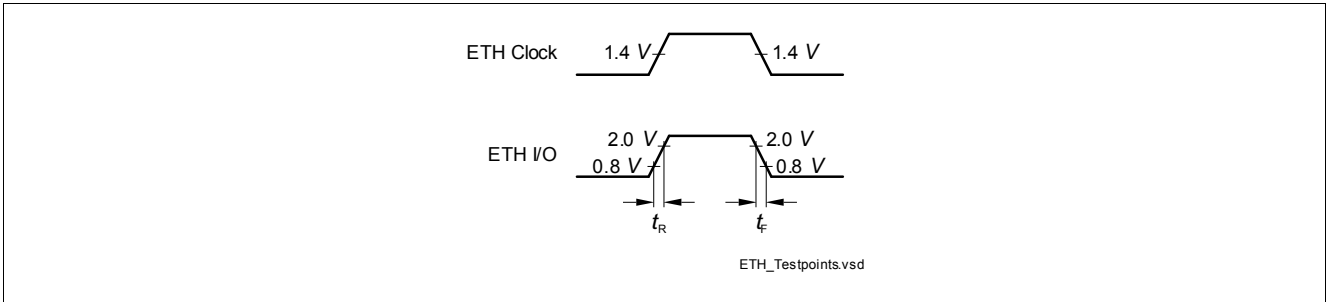 ETH Clock 1.4 V 1.4 V
2.0 V 2.0 V
ETH I/O
0.8 V 0.8 V
tR tF
ETH_Testpoints.vsd